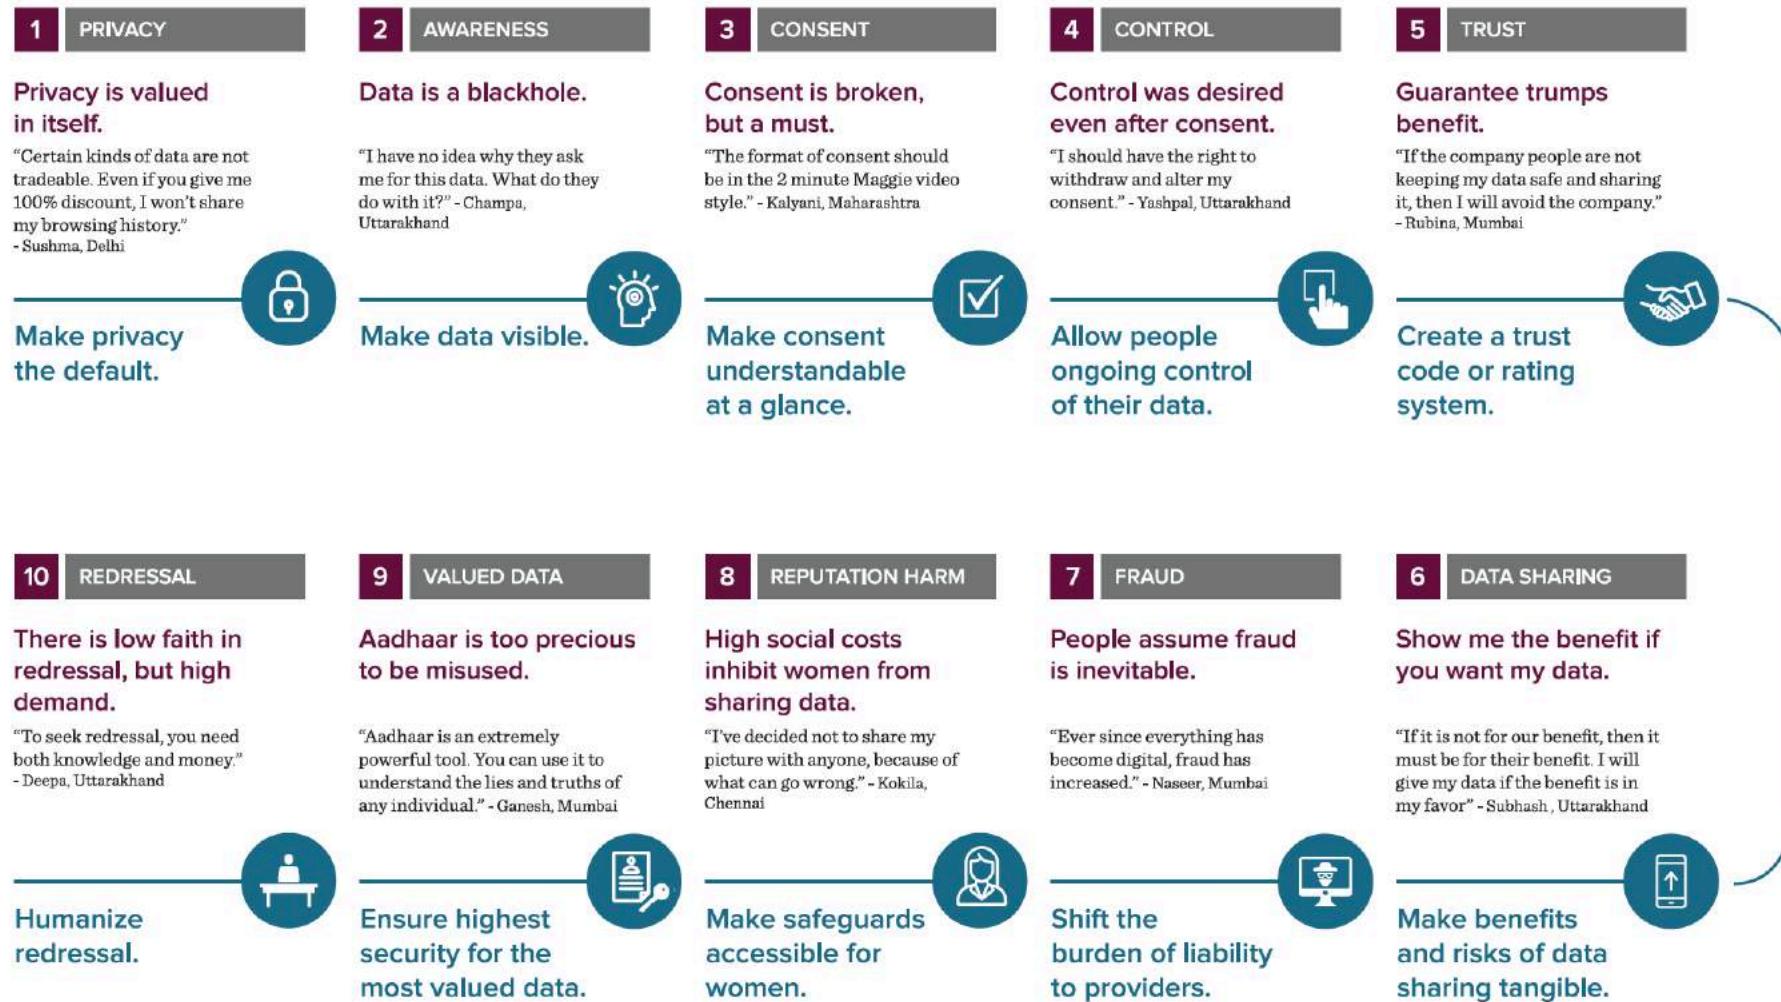 1 PRIVACY
Privacy is valued
in itself.
“Certain kinds of data are not
tradeable. Even if you give me
100% discount, I won’t share
my browsing history.”
- Sushma, Delhi
Make privacy
the default.
2 AWARENESS
Data is a blackhole.
“I have no idea why they ask
me for this data. What do they
do with it?” - Champa,
Uttarakhand
Make data visible.
3 CONSENT
Consent is broken,
but a must.
“The format of consent should
be in the 2 minute Maggie video
style.” - Kalyani, Maharashtra
Make consent
understandable
at a glance.
4 CONTROL
Control was desired
even after consent.
“I should have the right to
withdraw and alter my
consent.” - Yashpal, Uttarakhand
Allow people
ongoing control
of their data.
5 TRUST
Guarantee trumps
benefit.
“If the company people are not
keeping my data safe and sharing
it, then I will avoid the company.”
- Rubina, Mumbai
Create a trust
code or rating
system.
6 DATA SHARING
Show me the benefit if
you want my data.
“If it is not for our benefit, then it
must be for their benefit. I will
give my data if the benefit is in
my favor” - Subhash , Uttarakhand
Make benefits
and risks of data
sharing tangible.
7 FRAUD
People assume fraud
is inevitable.
“Ever since everything has
become digital, fraud has
increased.” - Naseer, Mumbai
Shift the
burden of liability
to providers.
8 REPUTATION HARM
High social costs
inhibit women from
sharing data.
“I’ve decided not to share my
picture with anyone, because of
what can go wrong.” - Kokila,
Chennai
Make safeguards
accessible for
women.
9 VALUED DATA
Aadhaar is too precious
to be misused.
“Aadhaar is an extremely
powerful tool. You can use it to
understand the lies and truths of
any individual.” - Ganesh, Mumbai
Ensure highest
security for the
most valued data.
10 REDRESSAL
There is low faith in
redressal, but high
demand.
“To seek redressal, you need
both knowledge and money.”
- Deepa, Uttarakhand
Humanize
redressal.